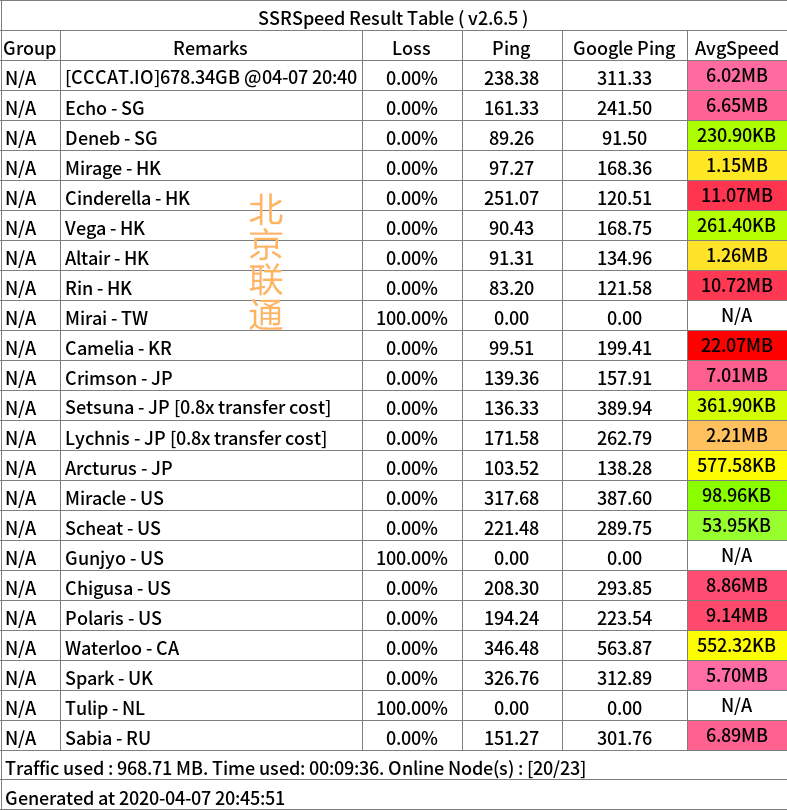 SSRSpeed Result Table ( v2.6.5 )
Group Remarks Loss Ping Google Ping AvgSpeed
N/A [CCCAT.IO]678.34GB @04-07 20:40 0.00% 238.38 311.33 6.02MB
N/A Echo - SG 0.00% 161.33 241.50 6.65MB
N/A Deneb - SG 0.00% 89.26 91.50 230.90KB
N/A Mirage - HK 0.00% 97.27 168.36 1.15MB
N/A Cinderella - HK 0.00% 251.07 120.51 11.07MB
N/A Vega - HK 0.00% 90.43 168.75 261.40KB
N/A Altair - HK 0.00% 91.31 134.96 1.26MB
N/A Rin - HK 0.00% 83.20 121.58 10.72MB
N/A Mirai - TW 100.00% 0.00 0.00 N/A
N/A Camelia - KR 0.00% 99.51 199.41 22.07MB
N/A Crimson - JP 0.00% 139.36 157.91 7.01MB
N/A Setsuna - JP [0.8x transfer cost] 0.00% 136.33 389.94 361.90KB
N/A Lychnis - JP [0.8x transfer cost] 0.00% 171.58 262.79 2.21MB
N/A Arcturus - JP 0.00% 103.52 138.28 577.58KB
N/A Miracle - US 0.00% 317.68 387.60 98.96KB
N/A Scheat - US 0.00% 221.48 289.75 53.95KB
N/A Gunjyo - US 100.00% 0.00 0.00 N/A
N/A Chigusa - US 0.00% 208.30 293.85 8.86MB
N/A Polaris - US 0.00% 194.24 223.54 9.14MB
N/A Waterloo - CA 0.00% 346.48 563.87 552.32KB
N/A Spark - UK 0.00% 326.76 312.89 5.70MB
N/A Tulip - NL 100.00% 0.00 0.00 N/A
N/A Sabia - RU 0.00% 151.27 301.76 6.89MB
Traffic used : 968.71 MB. Time used: 00:09:36. Online Node(s) : [20/23]
Generated at 2020-04-07 20:45:51
北京联通